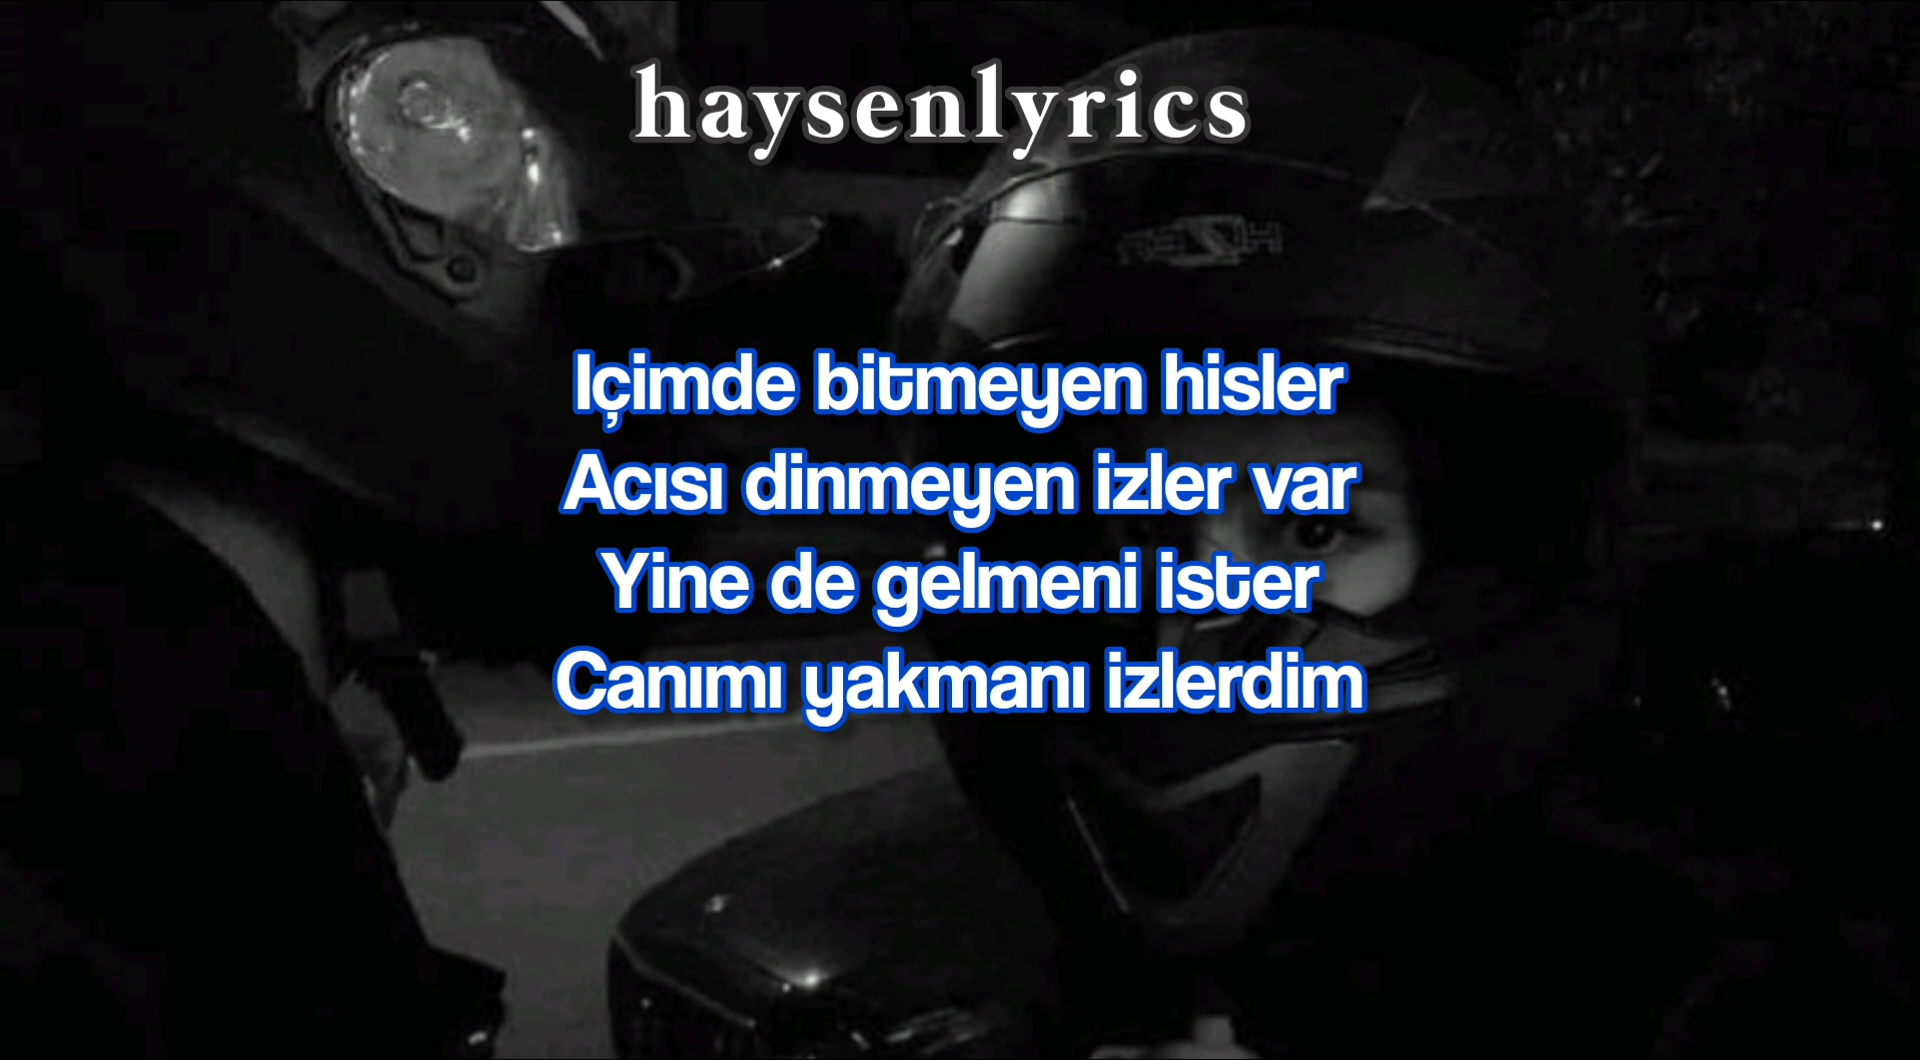 haysenlyrics
Içimde bitmeyen hisler
Acısı dinmeyen izler var
Yine de gelmeni ister
Canımı yakmanı izlerdim